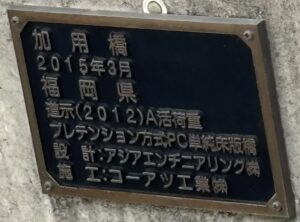 加用橋
2015年3月
福岡県
道示(2012)A活荷重
プレテンション方式PC単純床版橋
設計:アジアエンヂニアリング㈱
施工:コーアツ工業㈱